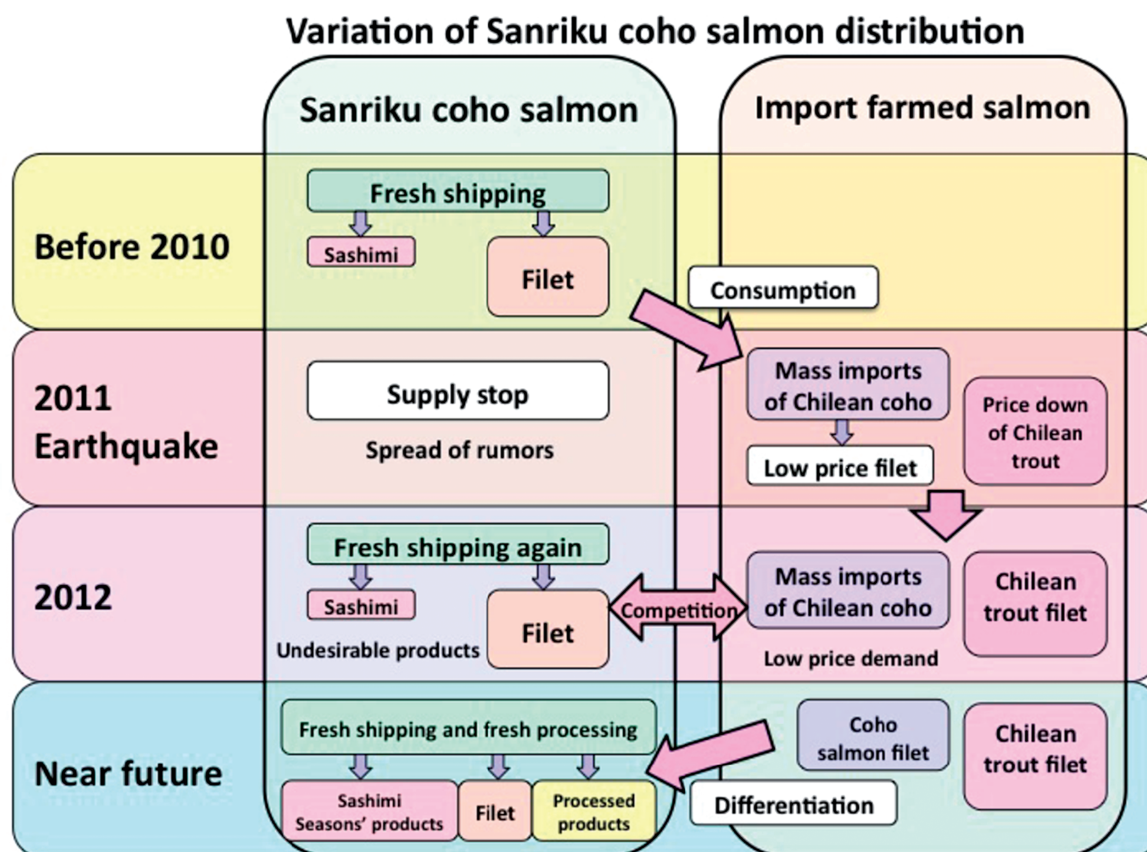 Variation of Sanriku coho salmon distribution
Sanriku coho salmon
Import farmed salmon
Before 2010
Fresh shipping
Sashimi
Filet
Consumption
2011
Earthquake
Supply stop
Spread of rumors
Mass imports
of Chilean coho
Low price filet
Price down
of Chilean
trout
2012
Fresh shipping again
Sashimi
Undesirable products
Filet
Competition
Mass imports
of Chilean coho
Low price demand
Chilean
trout filet
Near future
Fresh shipping and fresh processing
Sashimi
Seasons' products
Filet
Processed
products
Differentiation
Coho
salmon filet
Chilean
trout filet